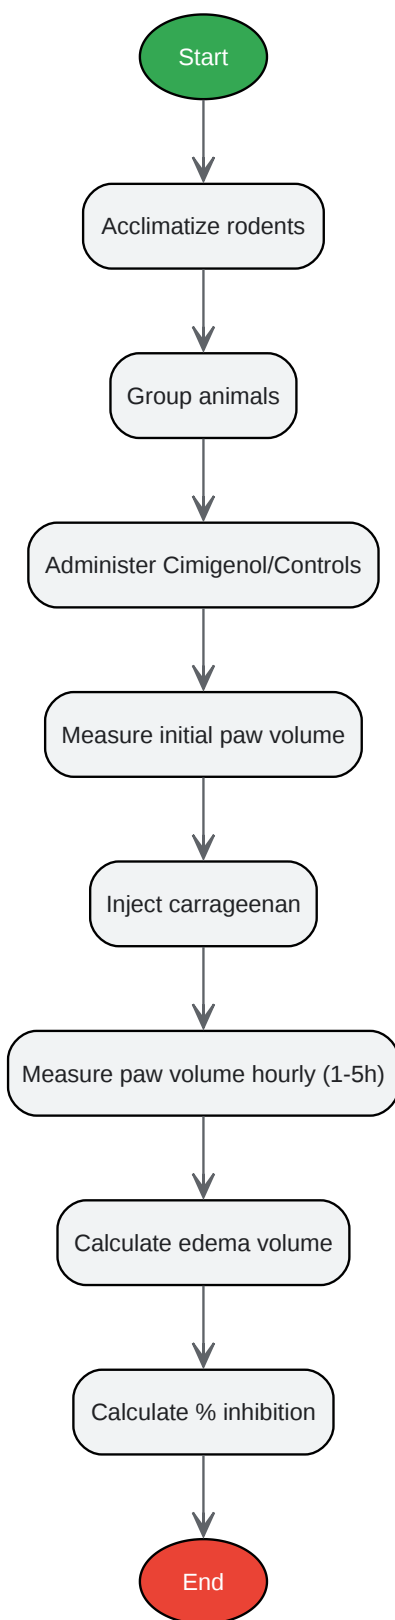 Start
Acclimatize rodents
Group animals
Administer Cimigenol/Controls
Measure initial paw volume
Inject carrageenan
Measure paw volume hourly (1-5h)
Calculate edema volume
Calculate % inhibition
End